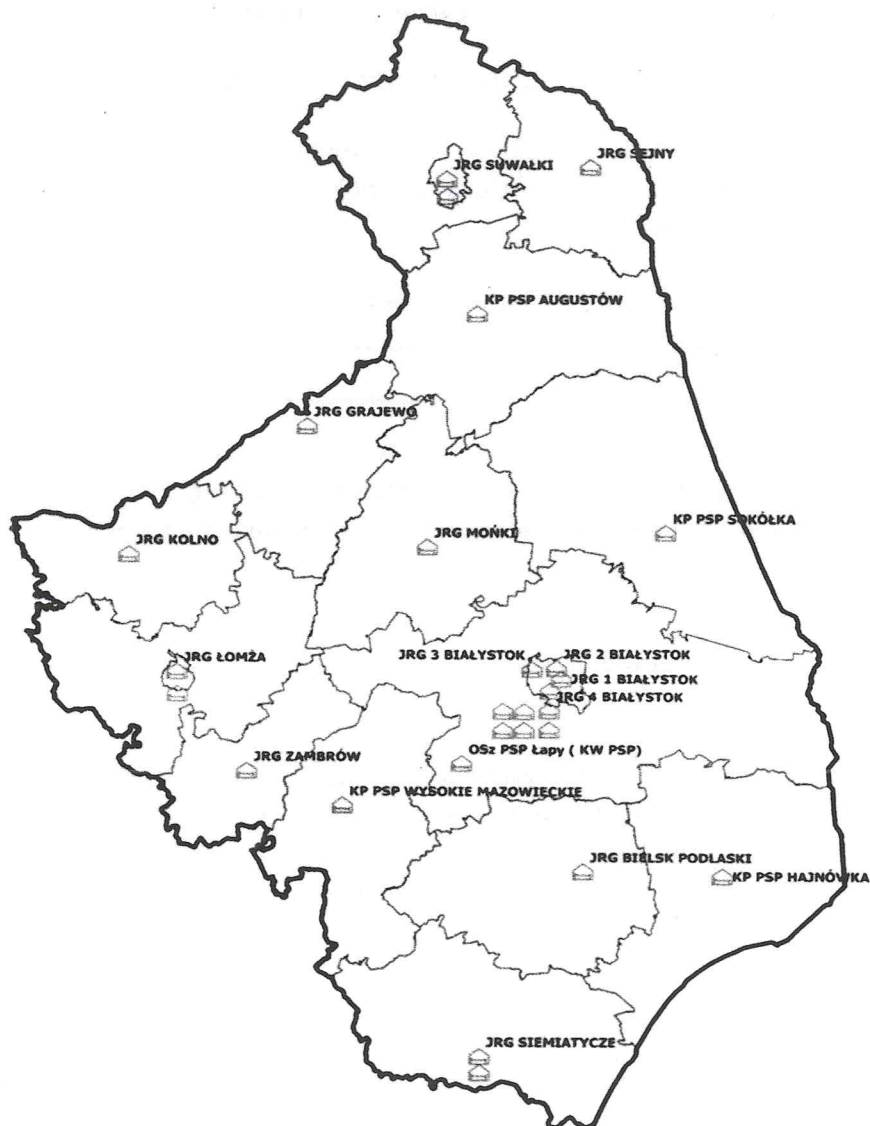 JRG SUWAŁKI
JRG SEJNY
KP PSP AUGUSTÓW
JRG GRAJEWO
KP PSP SOKÓŁKA
JRG KOLNO
JRG MOŃKI
JRG ŁOMŻA
JRG 3 BIAŁYSTOK
JRG 2 BIAŁYSTOK
JRG 1 BIAŁYSTOK
JRG 4 BIAŁYSTOK
JRG ZAMBRÓW
OSz PSP Łapy ( KW PSP)
KP PSP WYSOKIE MAZOWIECKIE
JRG BIELSK PODLASKI
KP PSP HAJNÓWKA
JRG SIEMIATYCZE